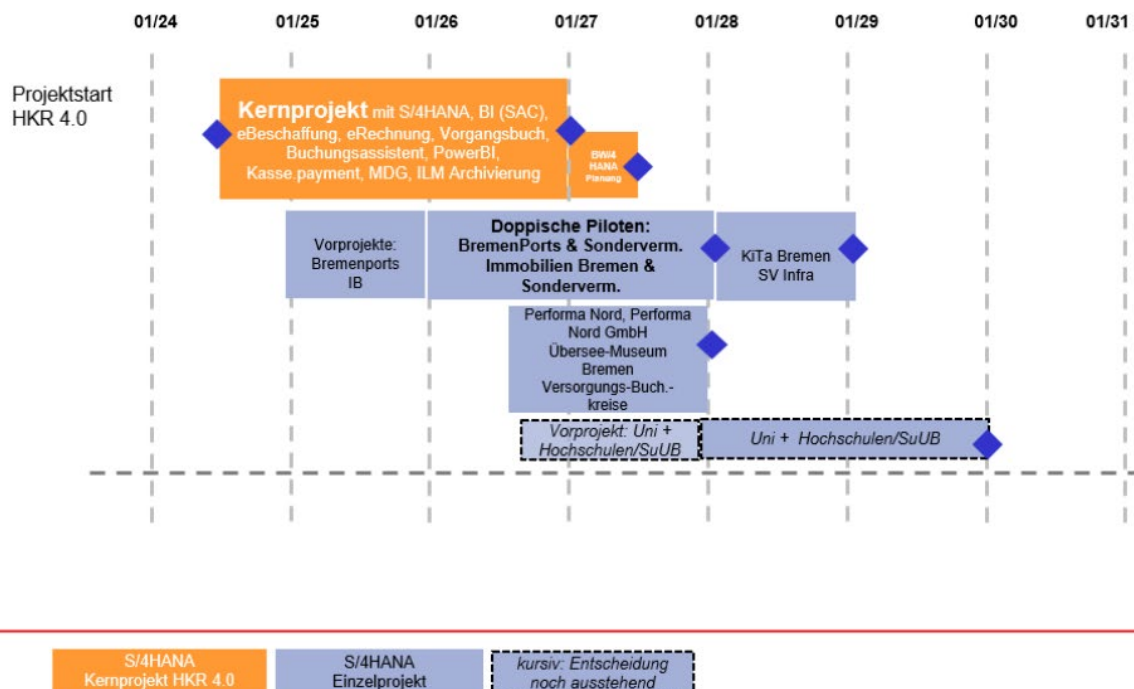 01/24 01/25 01/26 01/27 01/28 01/29 01/30 01/31
Projektstart
HKR 4.0
Kernprojekt mit S/4HANA, BI (SAC),
eBeschaffung, eRechnung, Vorgangsbuch,
Buchungsassistent, PowerBI,
Kasse.payment, MDG, ILM Archivierung
BW/4
HANA
Planung
Vorprojekte:
Bremenports
IB
Doppische Piloten:
BremenPorts & Sonderverm.
Immobilien Bremen &
Sonderverm.
KiTa Bremen
SV Infra
Performa Nord, Performa
Nord GmbH
Übersee-Museum
Bremen
Versorgungs-Buch.-
kreise
Vorprojekt: Uni +
Hochschulen/SuUB
Uni + Hochschulen/SuUB
S/4HANA
Kernprojekt HKR 4.0
S/4HANA
Einzelprojekt
kursiv: Entscheidung
noch ausstehend